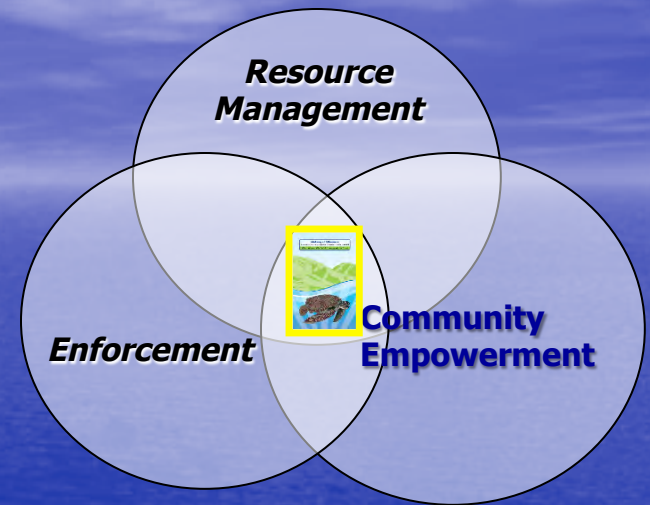 Resource
Management
Enforcement
Community
Empowerment